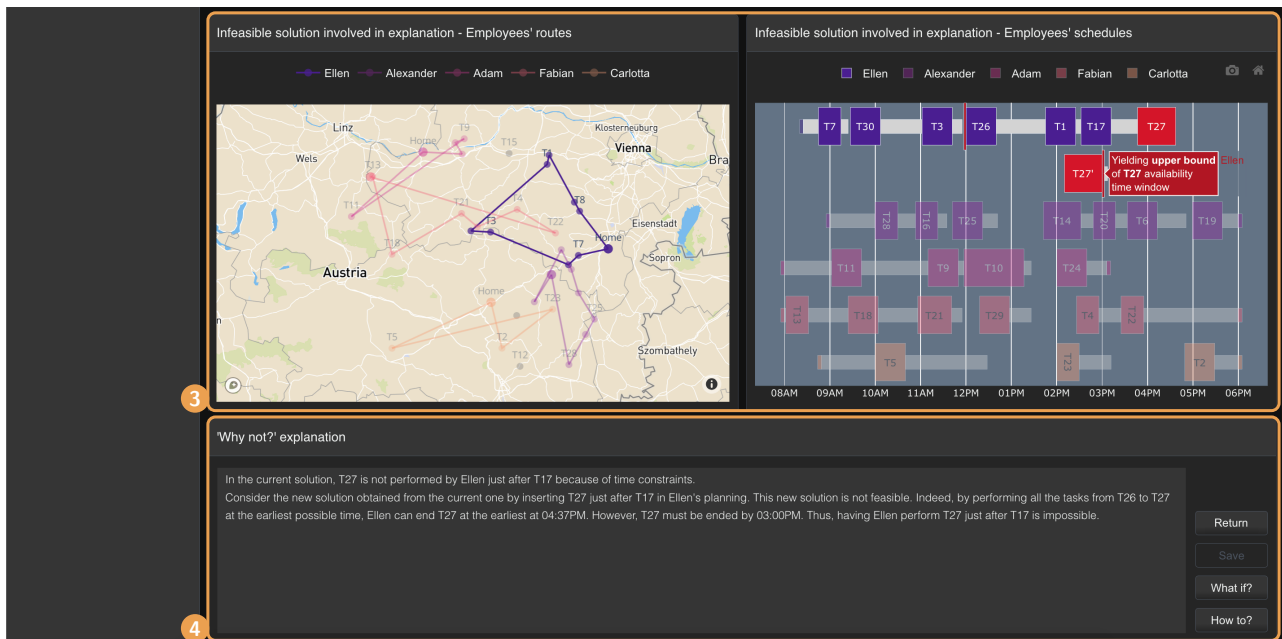 Infeasible solution involved in explanation - Employees' routes
Ellen Alexander Adam Fabian Carlotta
Linz
Wels
Home
T9
T15
Klosterneuburg
Vienna
Bra
T13
T11
T21
T4
T8
T18
T3
T22
T7
Home
Eisenstadt
Sopron
Austria
Home
T23
T25
T5
T2
T12
T28
Szombathely
n
Infeasible solution involved in explanation - Employees' schedules
Ellen Alexander Adam Fabian Carlotta
T7 T30 T3 T26 T1 T17 T27
T27' Yielding upper bound Ellen
of T27 availability
time window
T28 T16 T25 T14 T20 T6 T19
T11 T9 T10 T24
T13 T18 T21 T29 T4 T22
T5 T23 T2
08AM 09AM 10AM 11AM 12PM 01PM 02PM 03PM 04PM 05PM 06PM
3
'Why not?' explanation
In the current solution, T27 is not performed by Ellen just after T17 because of time constraints.
Consider the new solution obtained from the current one by inserting T27 just after T17 in Ellen's planning. This new solution is not feasible. Indeed, by performing all the tasks from T26 to T27
at the earliest possible time, Ellen can end T27 at the earliest at 04:37PM. However, T27 must be ended by 03:00PM. Thus, having Ellen perform T27 just after T17 is impossible.
Return
Save
What if?
How to?
4